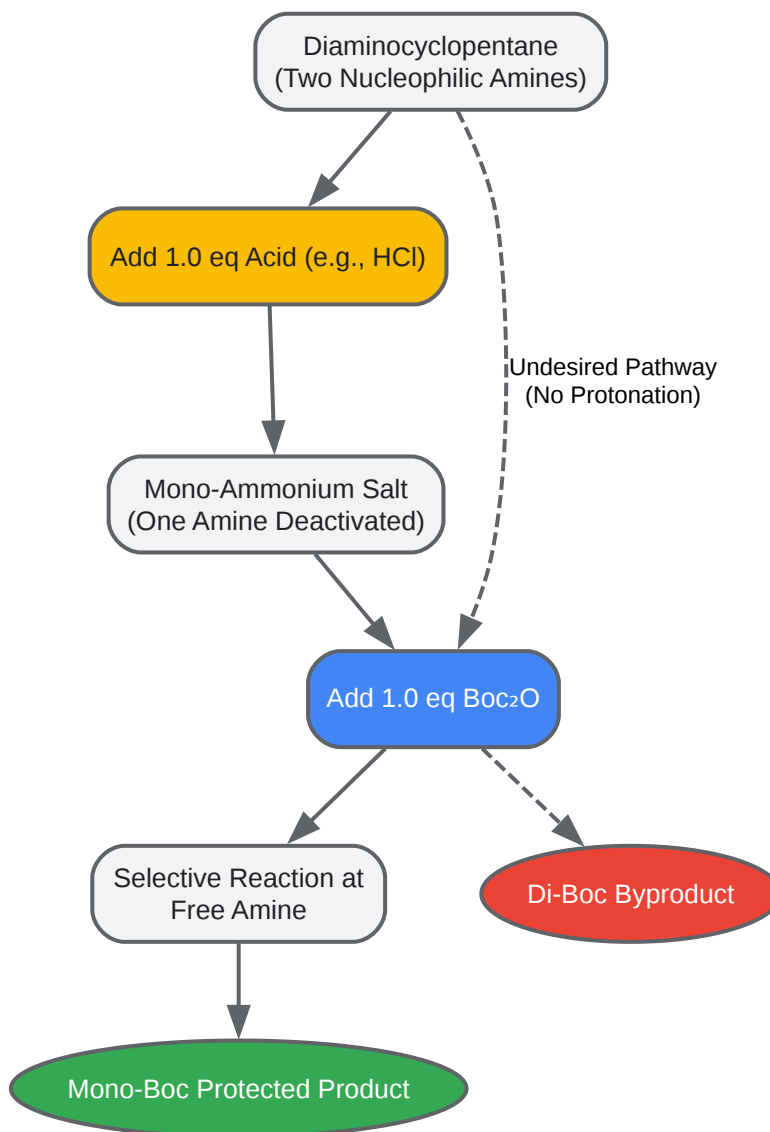 Diaminocyclopentane
(Two Nucleophilic Amines)
Add 1.0 eq Acid (e.g., HCl)
Undesired Pathway
(No Protonation)
Mono-Ammonium Salt
(One Amine Deactivated)
Add 1.0 eq Boc₂O
Selective Reaction at
Free Amine
Di-Boc Byproduct
Mono-Boc Protected Product